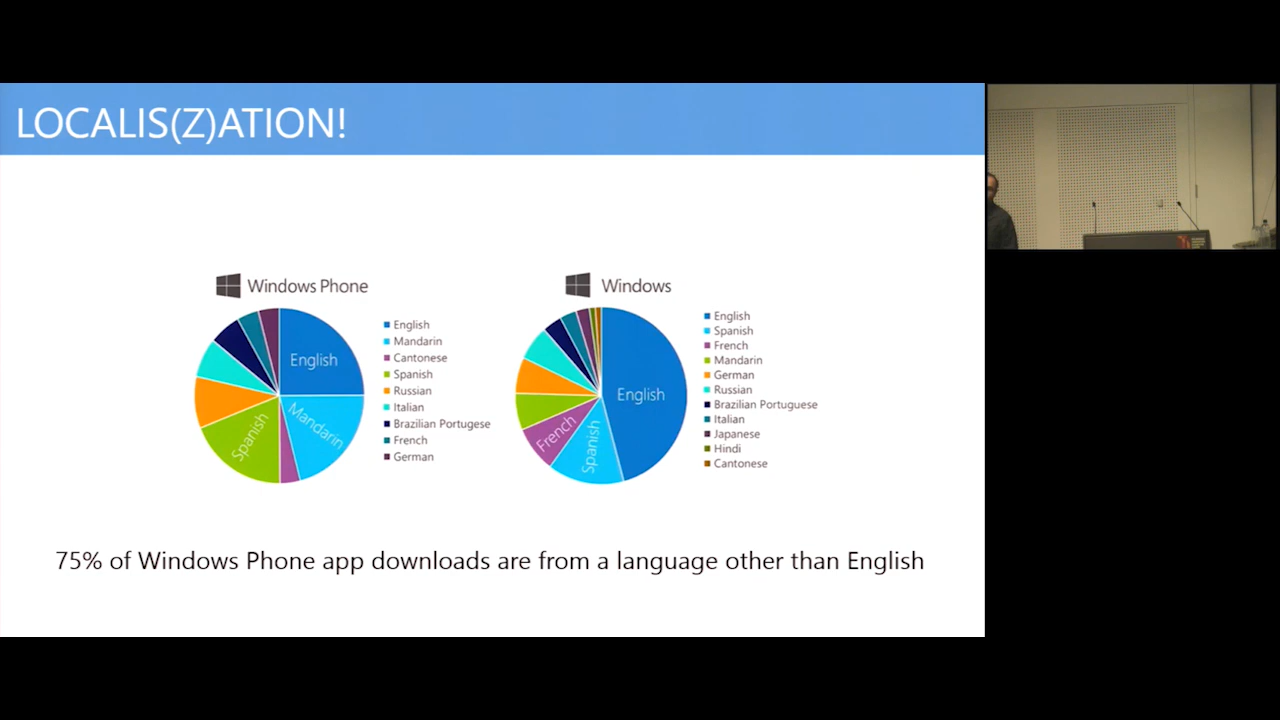 LOCALIS(Z)ATION!
Windows Phone
English
Mandarin
Spanish
English
Mandarin
Cantonese
Spanish
Russian
Italian
Brazilian Portugese
French
German
Windows
English
French
Spanish
English
Spanish
French
Mandarin
German
Russian
Brazilian Portuguese
Italian
Japanese
Hindi
Cantonese
75% of Windows Phone app downloads are from a language other than English